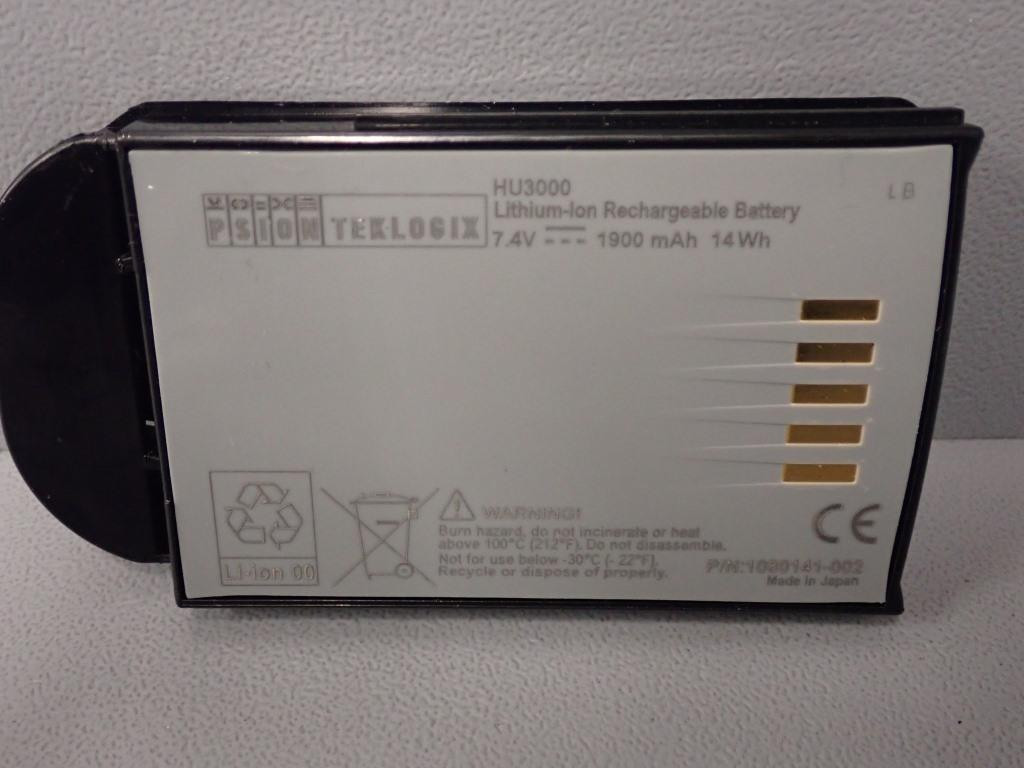 PSION TEKLOGIX
HU3000
Lithium-Ion Rechargeable Battery
7.4V 1900 mAh 14Wh
LB
Li-ion 00
WARNING!
Burn hazard, do not incinerate or heat
above 100°C (212°F). Do not disassemble.
Not for use below -30°C (- 22°F).
Recycle or dispose of properly.
CE
P/N:1030141-002
Made in Japan